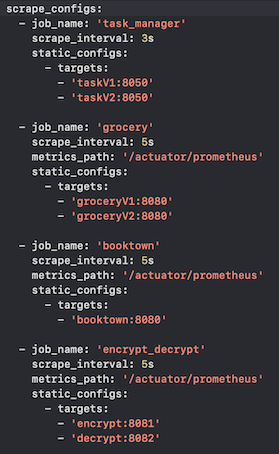 scrape_configs:
  - job_name: 'task_manager'
    scrape_interval: 3s
    static_configs:
      - targets:
        - 'taskV1:8050'
        - 'taskV2:8050'

  - job_name: 'grocery'
    scrape_interval: 5s
    metrics_path: '/actuator/prometheus'
    static_configs:
      - targets:
        - 'groceryV1:8080'
        - 'groceryV2:8080'

  - job_name: 'booktown'
    scrape_interval: 5s
    metrics_path: '/actuator/prometheus'
    static_configs:
      - targets:
        - 'booktown:8080'

  - job_name: 'encrypt_decrypt'
    scrape_interval: 5s
    metrics_path: '/actuator/prometheus'
    static_configs:
      - targets:
        - 'encrypt:8081'
        - 'decrypt:8082'